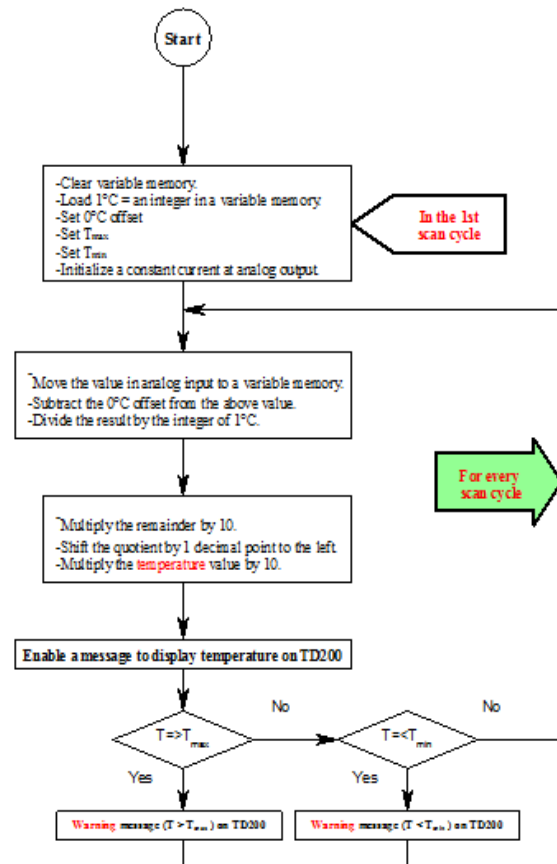 Start
-Clear variable memory.
-Load 1°C = an integer in a variable memory.
-Set 0°C offset
-Set Tmax
-Set Tmin
-Initialize a constant current at analog output.
In the 1st
scan cycle
-Move the value in analog input to a variable memory.
-Subtract the 0°C offset from the above value.
-Divide the result by the integer of 1°C.
For every
scan cycle
-Multiply the remainder by 10.
-Shift the quotient by 1 decimal point to the left.
-Multiply the temperature value by 10.
Enable a message to display temperature on TD200
T=>Tmax
No
T=<Tmin
No
Yes
Yes
Warning message (T > Tmax) on TD200
Warning message (T < Tmin) on TD200